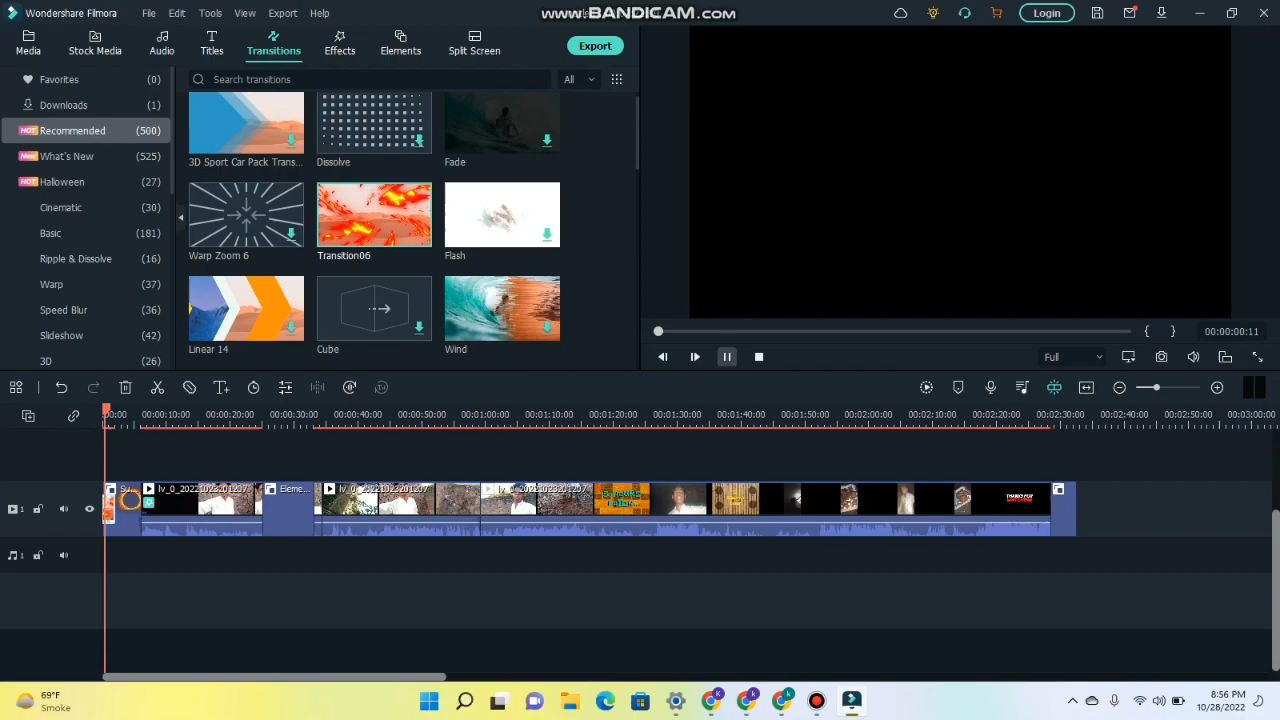 Wondershare Filmora File Edit Tools View Export Help www.BANDICAM.com Login
Media Stock Media Audio Titles Transitions Effects Elements Split Screen Export
Favorites (0)
Downloads (1)
HOT Recommended (500)
New What's New (525)
HOT Halloween (27)
Cinematic (30)
Basic (181)
Ripple & Dissolve (16)
Warp (37)
Speed Blur (36)
Slideshow (42)
3D (26)
Search transitions All
3D Sport Car Pack Trans... Dissolve Fade
Warp Zoom 6 Transition06 Flash
Linear 14 Cube Wind
{ } 00:00:00:11
Full
00:00 00:00:10:00 00:00:20:00 00:00:30:00 00:00:40:00 00:00:50:00 00:01:00:00 00:01:10:00 00:01:20:00 00:01:30:00 00:01:40:00 00:01:50:00 00:02:00:00 00:02:10:00 00:02:20:00 00:02:30:00 00:02:40:00 00:02:50:00 00:03:00:00
lv_0_20221023201207 Eleme... lv_0_20221023201207 lv_0_20221023201207
1
1
69°F
Smoke
8:56 PM
10/28/2022